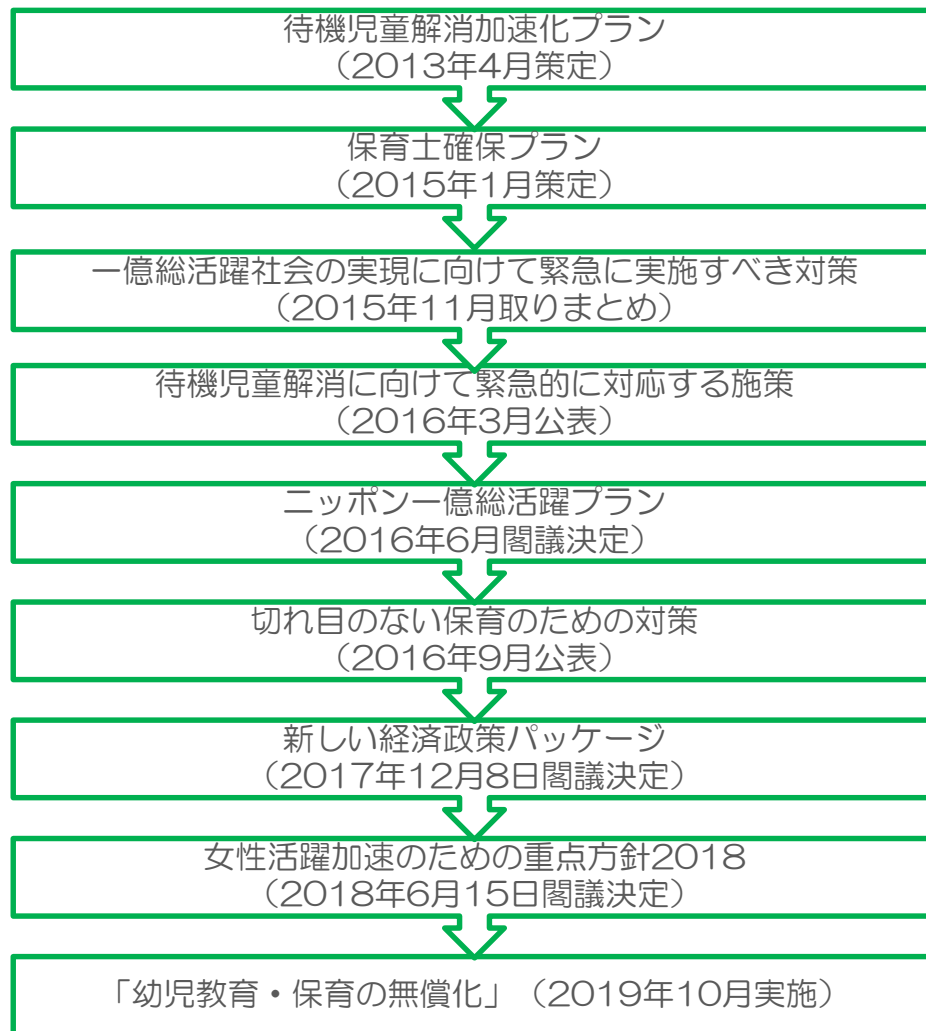 待機児童解消加速化プラン
（2013年4月策定）
保育士確保プラン
（2015年1月策定）
一億総活躍社会の実現に向けて緊急に実施すべき対策
（2015年11月取りまとめ）
待機児童解消に向けて緊急的に対応する施策
（2016年3月公表）
ニッポン一億総活躍プラン
（2016年6月閣議決定）
切れ目のない保育のための対策
（2016年9月公表）
新しい経済政策パッケージ
（2017年12月8日閣議決定）
女性活躍加速のための重点方針2018
（2018年6月15日閣議決定）
「幼児教育・保育の無償化」（2019年10月実施）